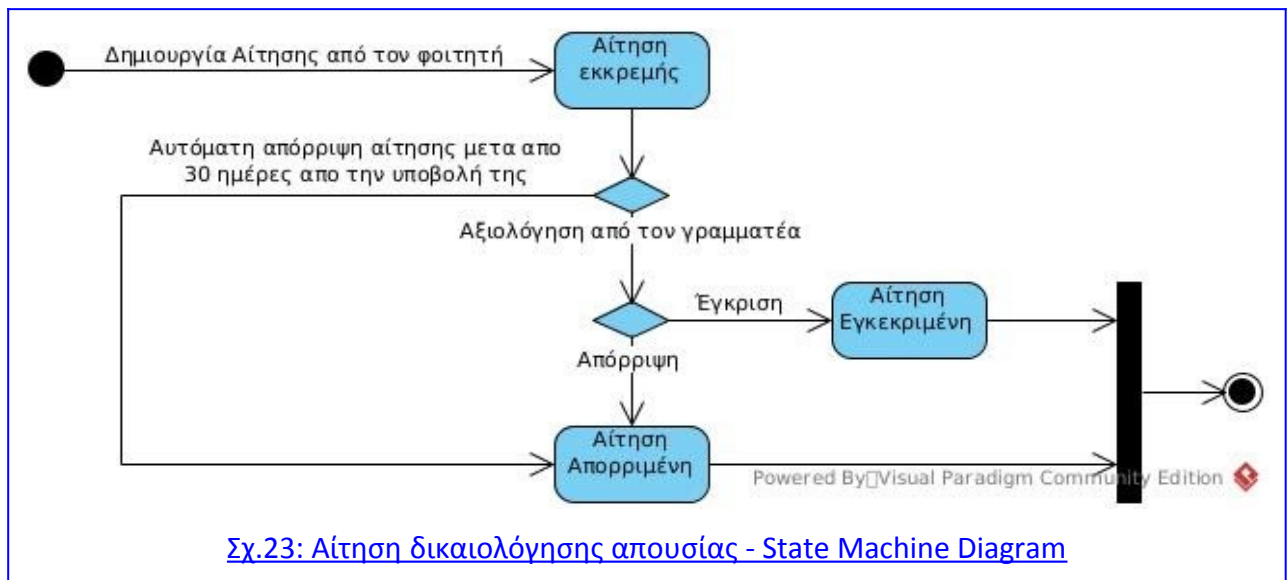 Δημιουργία Αίτησης από τον φοιτητή
Αίτηση
εκκρεμής
Αυτόματη απόρριψη αίτησης μετα απο
30 ημέρες απο την υποβολή της
Αξιολόγηση από τον γραμματέα
Έγκριση
Αίτηση
Εγκεκριμένη
Απόρριψη
Αίτηση
Απορριμένη
Powered By Visual Paradigm Community Edition
Σχ.23: Αίτηση δικαιολόγησης απουσίας - State Machine Diagram